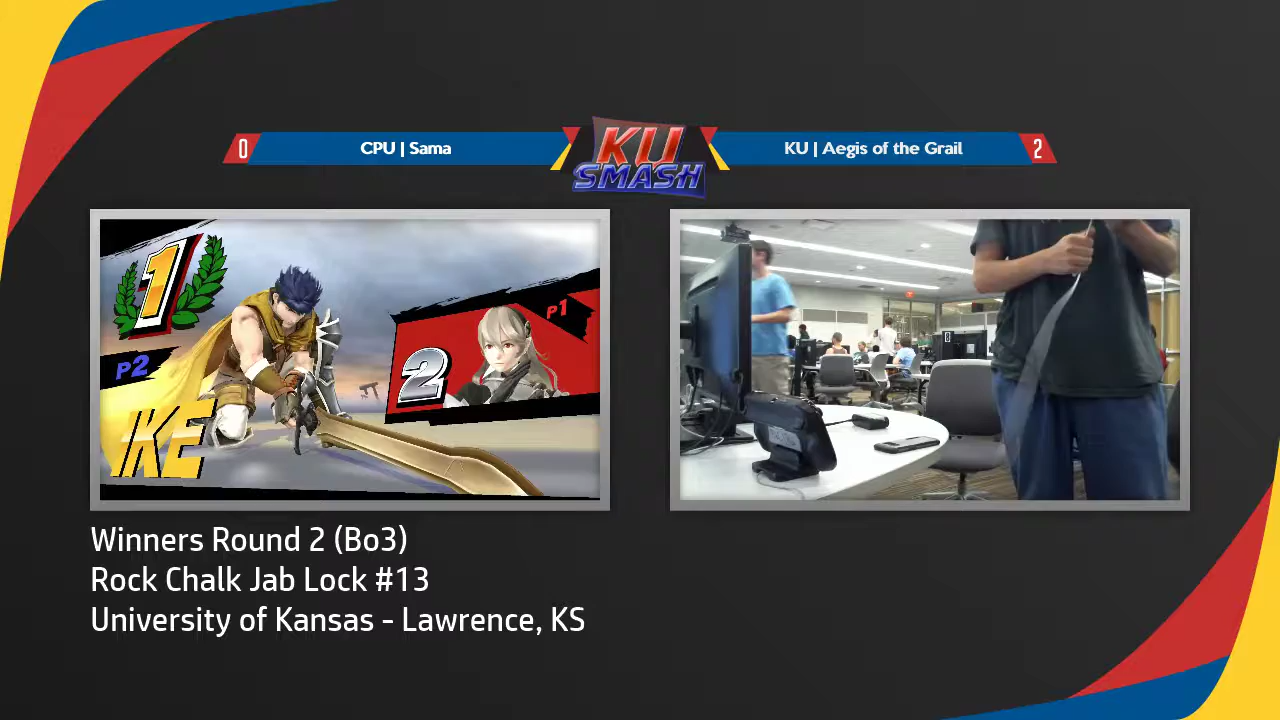 0
CPU | Sama
KU SMASH
KU | Aegis of the Grail
2
1
P2
IKE
P1
2
Winners Round 2 (Bo3)
Rock Chalk Jab Lock #13
University of Kansas - Lawrence, KS